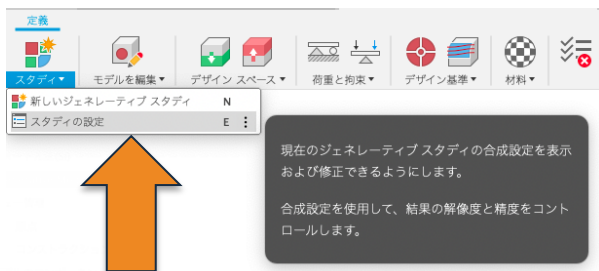 定義
スタディ▼
モデルを編集▼
デザイン スペース▼
荷重と拘束▼
デザイン基準▼
材料▼
新しいジェネレーティブ スタディ N
スタディの設定 E
現在のジェネレーティブ スタディの合成設定を表示
および修正できるようにします。
合成設定を使用して、結果の解像度と精度をコント
ロールします。